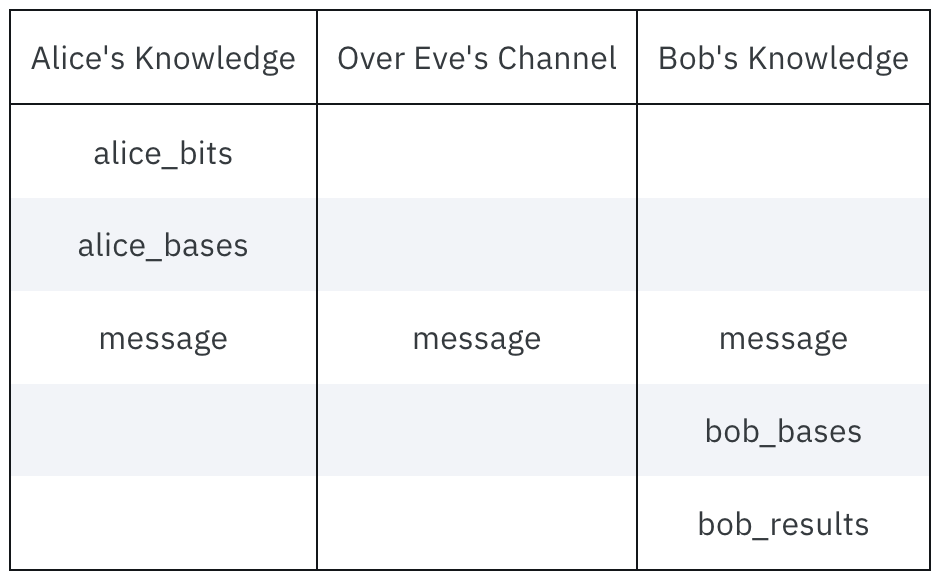 Alice's Knowledge Over Eve's Channel Bob's Knowledge
alice_bits
alice_bases
message message message
bob_bases
bob_results